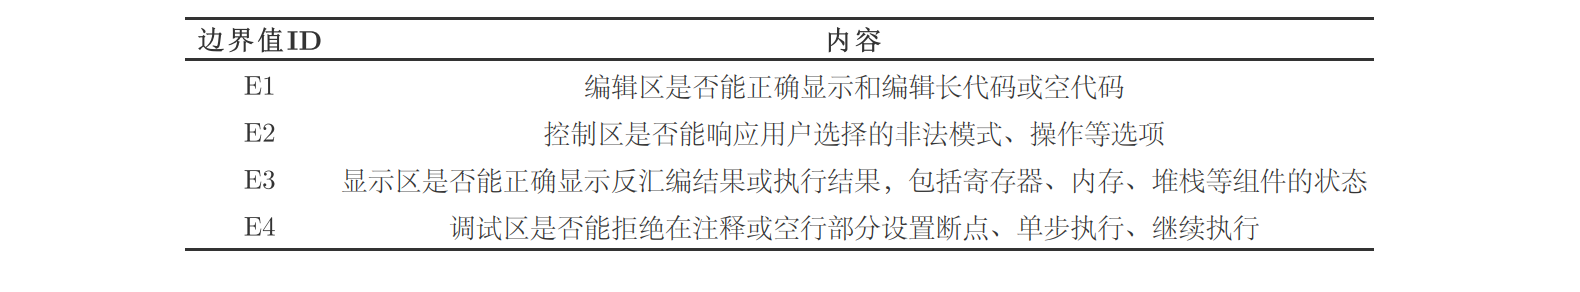 边界值ID 内容
E1 编辑区是否能正确显示和编辑长代码或空代码
E2 控制区是否能响应用户选择的非法模式、操作等选项
E3 显示区是否能正确显示反汇编结果或执行结果，包括寄存器、内存、堆栈等组件的状态
E4 调试区是否能拒绝在注释或空行部分设置断点、单步执行、继续执行